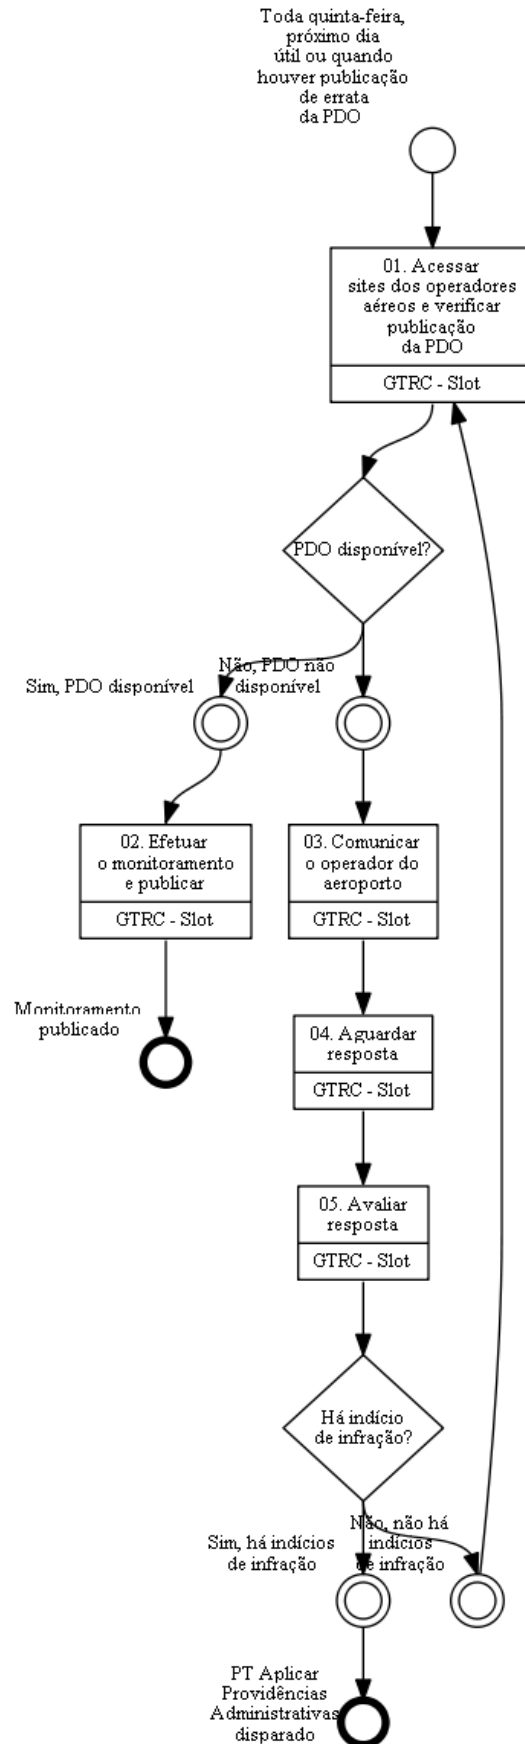 Toda quinta-feira,
próximo dia
útil ou quando
houver publicação
de errata
da PDO
01. Acessar
sites dos operadores
aéreos e verificar
publicação
da PDO
GTRC - Slot
PDO disponível?
Sim, PDO disponível
Não, PDO não
disponível
02. Efetuar
o monitoramento
e publicar
GTRC - Slot
03. Comunicar
o operador do
aeroporto
GTRC - Slot
Monitoramento
publicado
04. Aguardar
resposta
GTRC - Slot
05. Avaliar
resposta
GTRC - Slot
Há indício
de infração?
Sim, há indícios
de infração
Não, não há
indícios
de infração
PT Aplicar
Providências
Administrativas
disparado